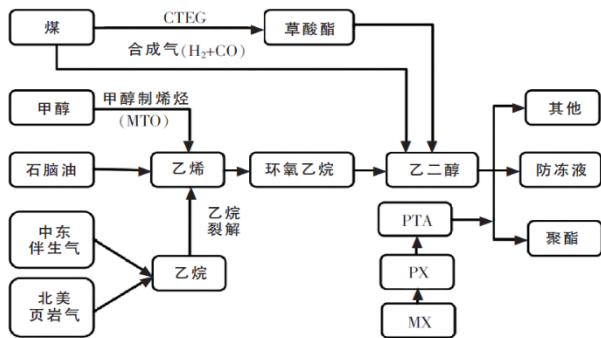 煤
CTEG
草酸酯
合成气(H₂+CO)
甲醇
甲醇制烯烃
(MTO)
其他
石脑油
乙烯
环氧乙烷
乙二醇
防冻液
中东
伴生气
乙烷
裂解
PTA
聚酯
北美
页岩气
乙烷
PX
MX